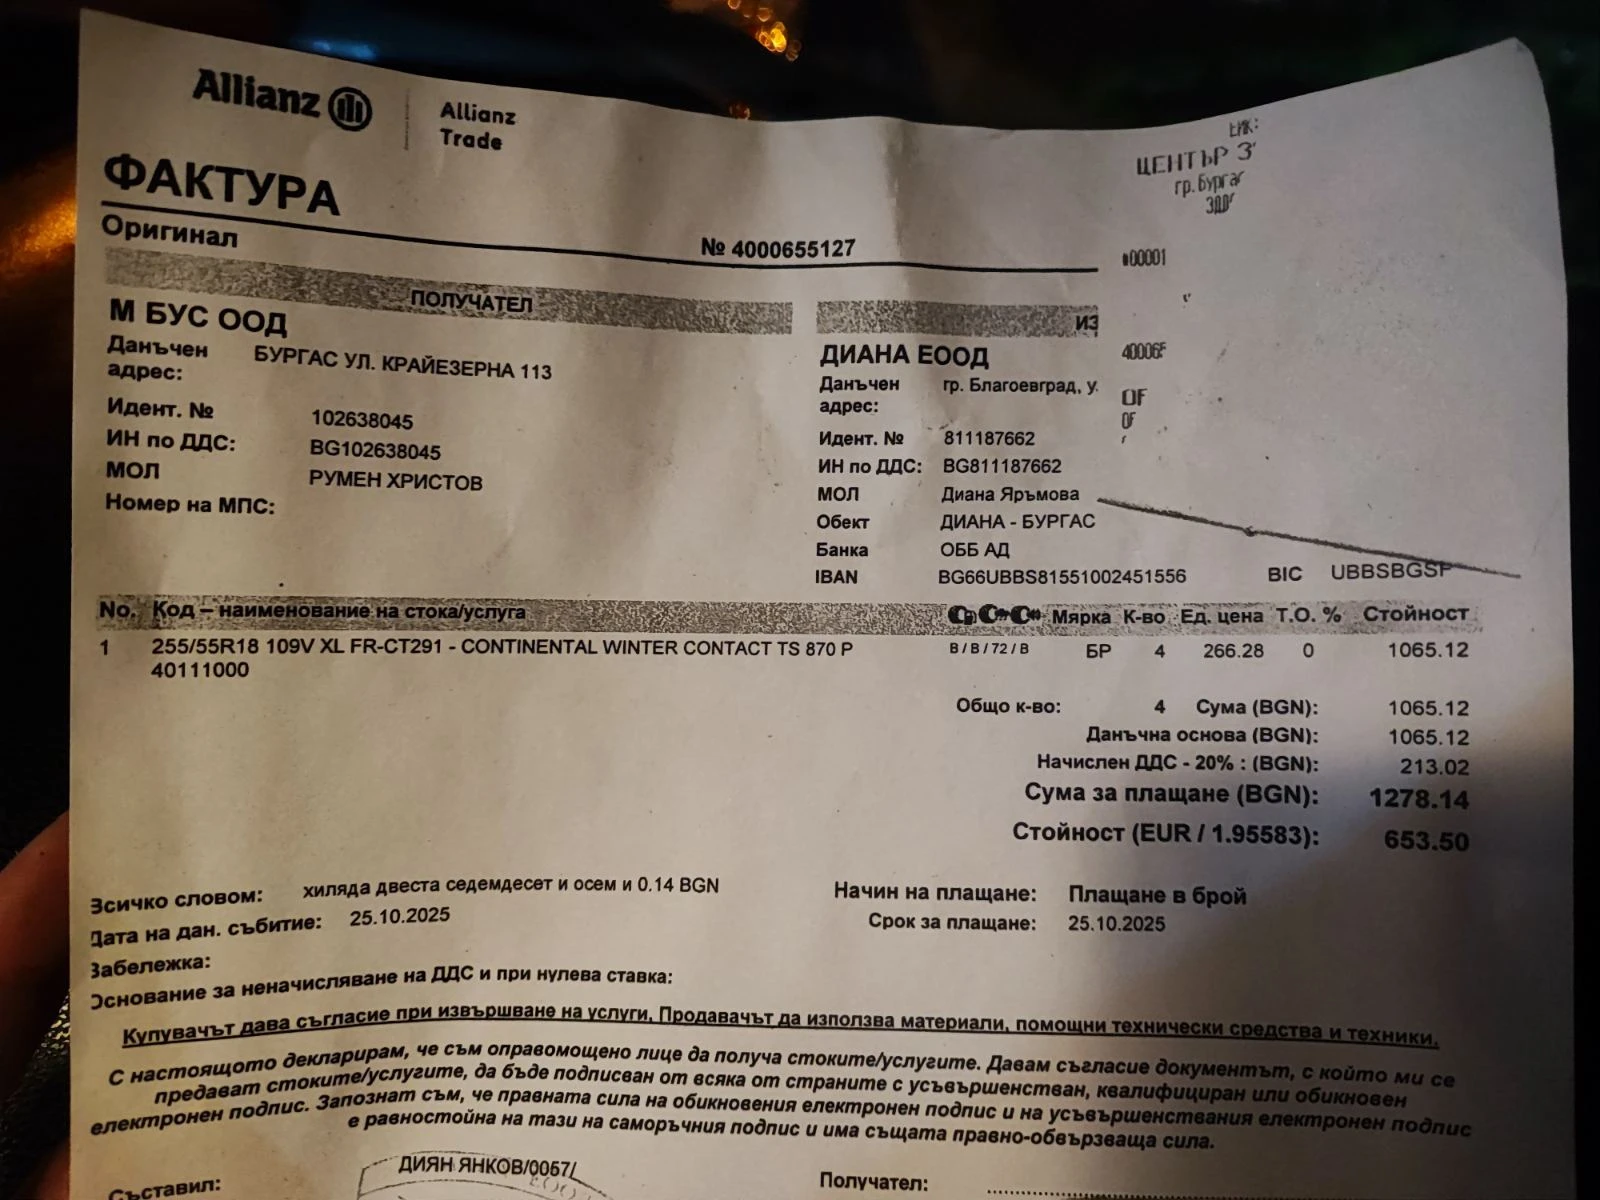 Allianz
Allianz
Trade
ЕИК:
ЦЕНТЪР З
гр. Бургас
ФАКТУРА
Оригинал
№ 4000655127
00001
ПОЛУЧАТЕЛ
ИЗ
М БУС ООД
Данъчен адрес: БУРГАС УЛ. КРАЙЕЗЕРНА 113
Идент. № 102638045
ИН по ДДС: BG102638045
МОЛ РУМЕН ХРИСТОВ
Номер на МПС:
ДИАНА ЕООД
40006
Данъчен адрес: гр. Благоевград, у.
Идент. № 811187662
ИН по ДДС: BG811187662
МОЛ Диана Яръмова
Обект ДИАНА - БУРГАС
Банка ОББ АД
IBAN BG66UBBS81551002451556 BIC UBBSBGSF
No. Код – наименование на стока/услуга Мярка К-во Ед. цена Т.О. % Стойност
1 255/55R18 109V XL FR-CT291 - CONTINENTAL WINTER CONTACT TS 870 P B / B / 72 / B БР 4 266.28 0 1065.12
40111000
Общо к-во: 4 Сума (BGN): 1065.12
Данъчна основа (BGN): 1065.12
Начислен ДДС - 20% : (BGN): 213.02
Сума за плащане (BGN): 1278.14
Стойност (EUR / 1.95583): 653.50
Всичко словом: хиляда двеста седемдесет и осем и 0.14 BGN
Начин на плащане: Плащане в брой
Дата на дан. събитие: 25.10.2025
Срок за плащане: 25.10.2025
Забележка:
Основание за неначисляване на ДДС и при нулева ставка:
Купувачът дава съгласие при извършване на услуги, Продавачът да използва материали, помощни технически средства и техники.
С настоящото декларирам, че съм оправомощено лице да получа стоките/услугите. Давам съгласие документът, с който ми се
предават стоките/услугите, да бъде подписван от всяка от страните с усъвършенстван, квалифициран или обикновен
електронен подпис. Запознат съм, че правната сила на обикновения електронен подпис и на усъвършенствания електронен подпис
е равностойна на тази на саморъчния подпис и има същата правно-обвързваща сила.
ДИЯН ЯНКОВ/0057/
Съставил:
Получател: